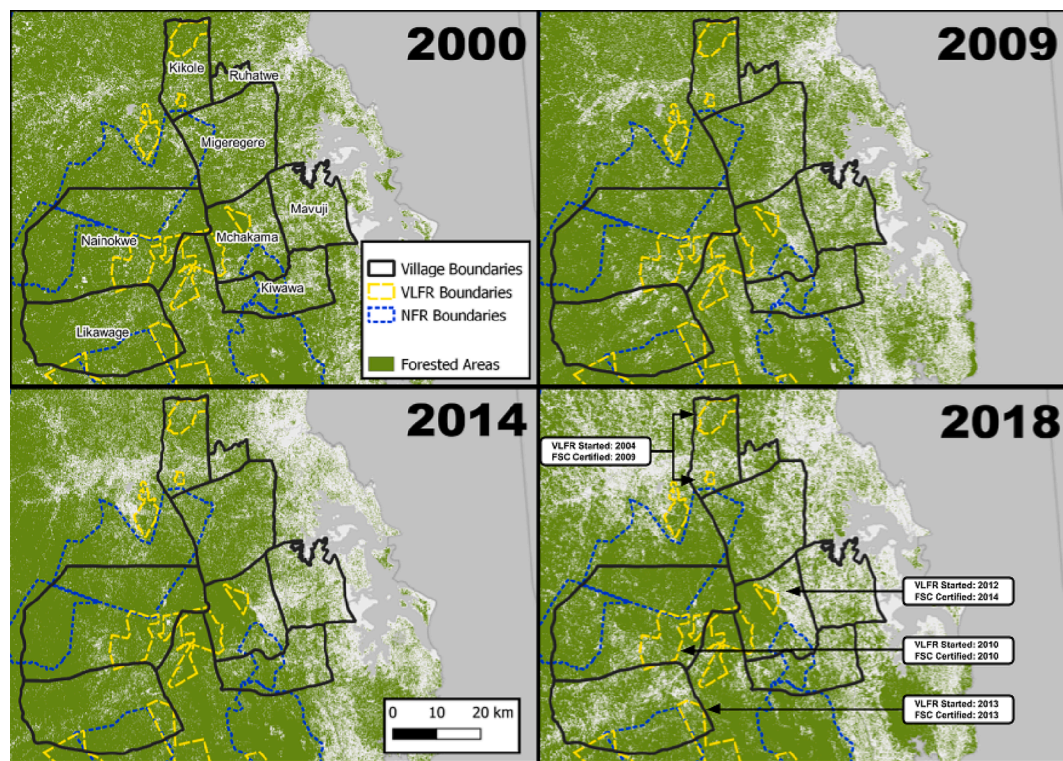 2000
Kikole
Ruhatwe
Migeregere
Mavuji
Nainokwe
Mchakama
Kiwawa
Likawage
Village Boundaries
VLFR Boundaries
NFR Boundaries
Forested Areas
2009
2014
0 10 20 km
2018
VLFR Started: 2004
FSC Certified: 2009
VLFR Started: 2012
FSC Certified: 2014
VLFR Started: 2010
FSC Certified: 2010
VLFR Started: 2013
FSC Certified: 2013